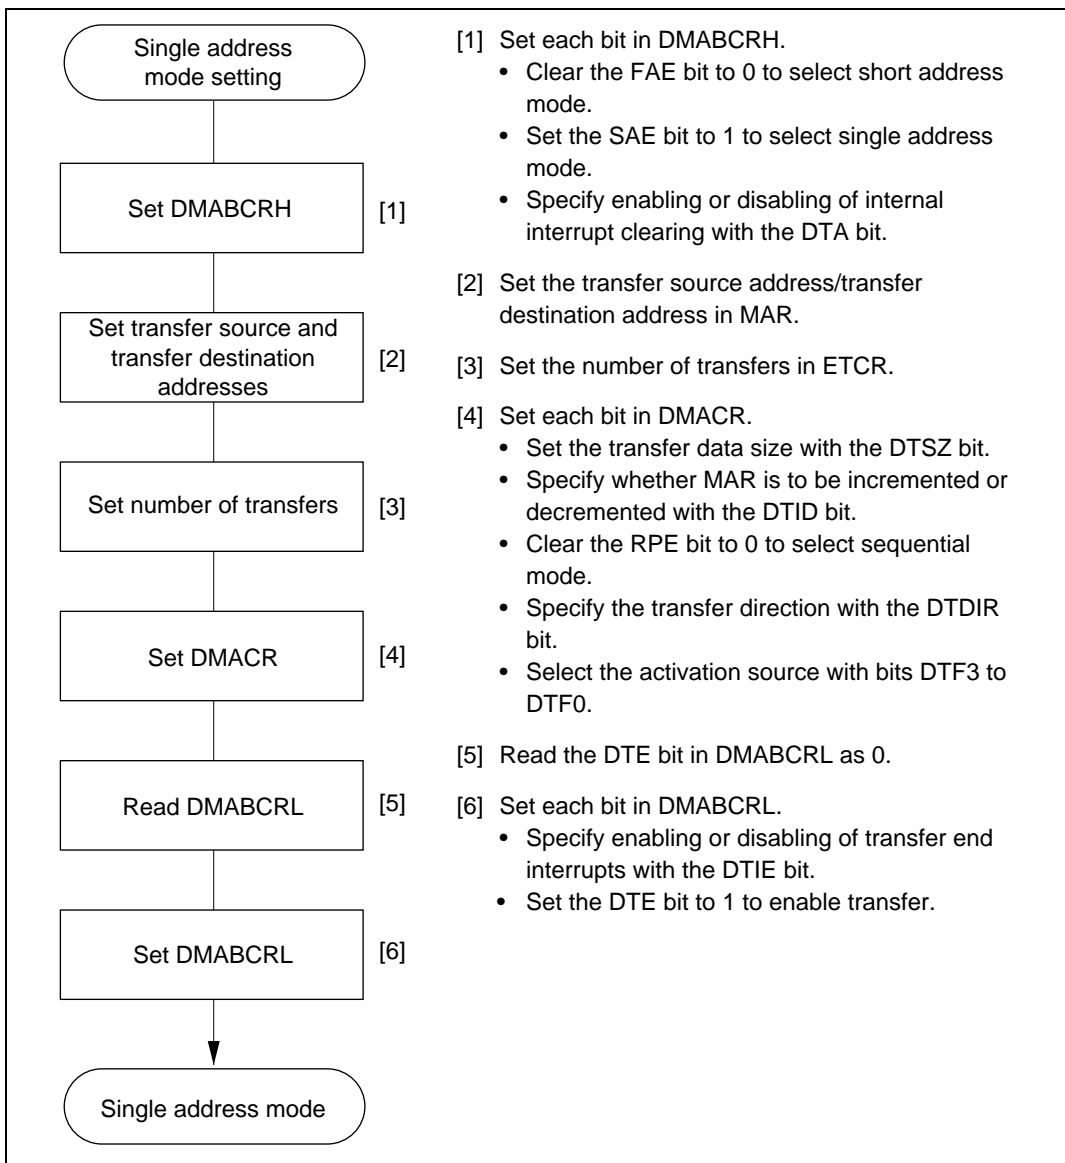 Single address
mode setting
Set DMABCRH
[1]
Set transfer source and
transfer destination
addresses
[2]
Set number of transfers
[3]
Set DMACR
[4]
Read DMABCRL
[5]
Set DMABCRL
[6]
Single address mode
[1] Set each bit in DMABCRH.
• Clear the FAE bit to 0 to select short address
mode.
• Set the SAE bit to 1 to select single address
mode.
• Specify enabling or disabling of internal
interrupt clearing with the DTA bit.
[2] Set the transfer source address/transfer
destination address in MAR.
[3] Set the number of transfers in ETCR.
[4] Set each bit in DMACR.
• Set the transfer data size with the DTSZ bit.
• Specify whether MAR is to be incremented or
decremented with the DTID bit.
• Clear the RPE bit to 0 to select sequential
mode.
• Specify the transfer direction with the DTDIR
bit.
• Select the activation source with bits DTF3 to
DTF0.
[5] Read the DTE bit in DMABCRL as 0.
[6] Set each bit in DMABCRL.
• Specify enabling or disabling of transfer end
interrupts with the DTIE bit.
• Set the DTE bit to 1 to enable transfer.